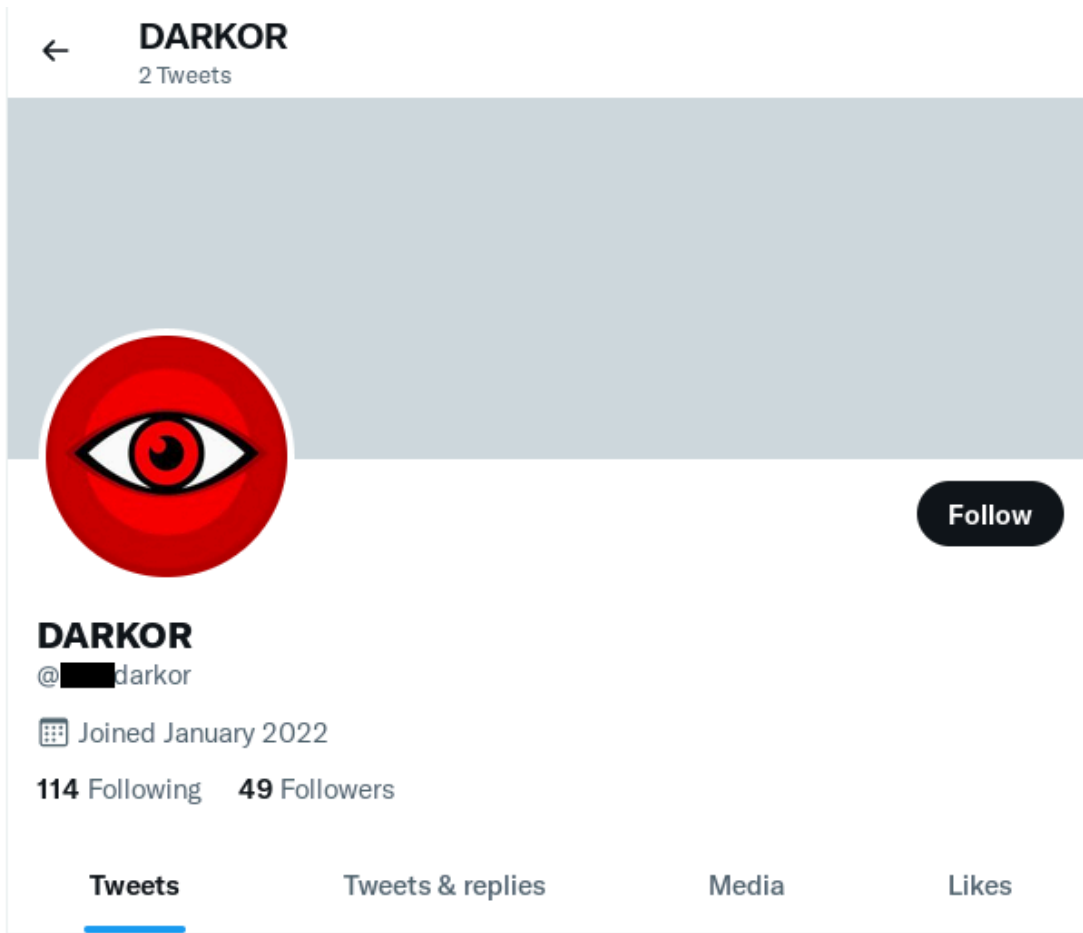 DARKOR
2 Tweets
Follow
DARKOR
@darkor
Joined January 2022
114 Following 49 Followers
Tweets Tweets & replies Media Likes